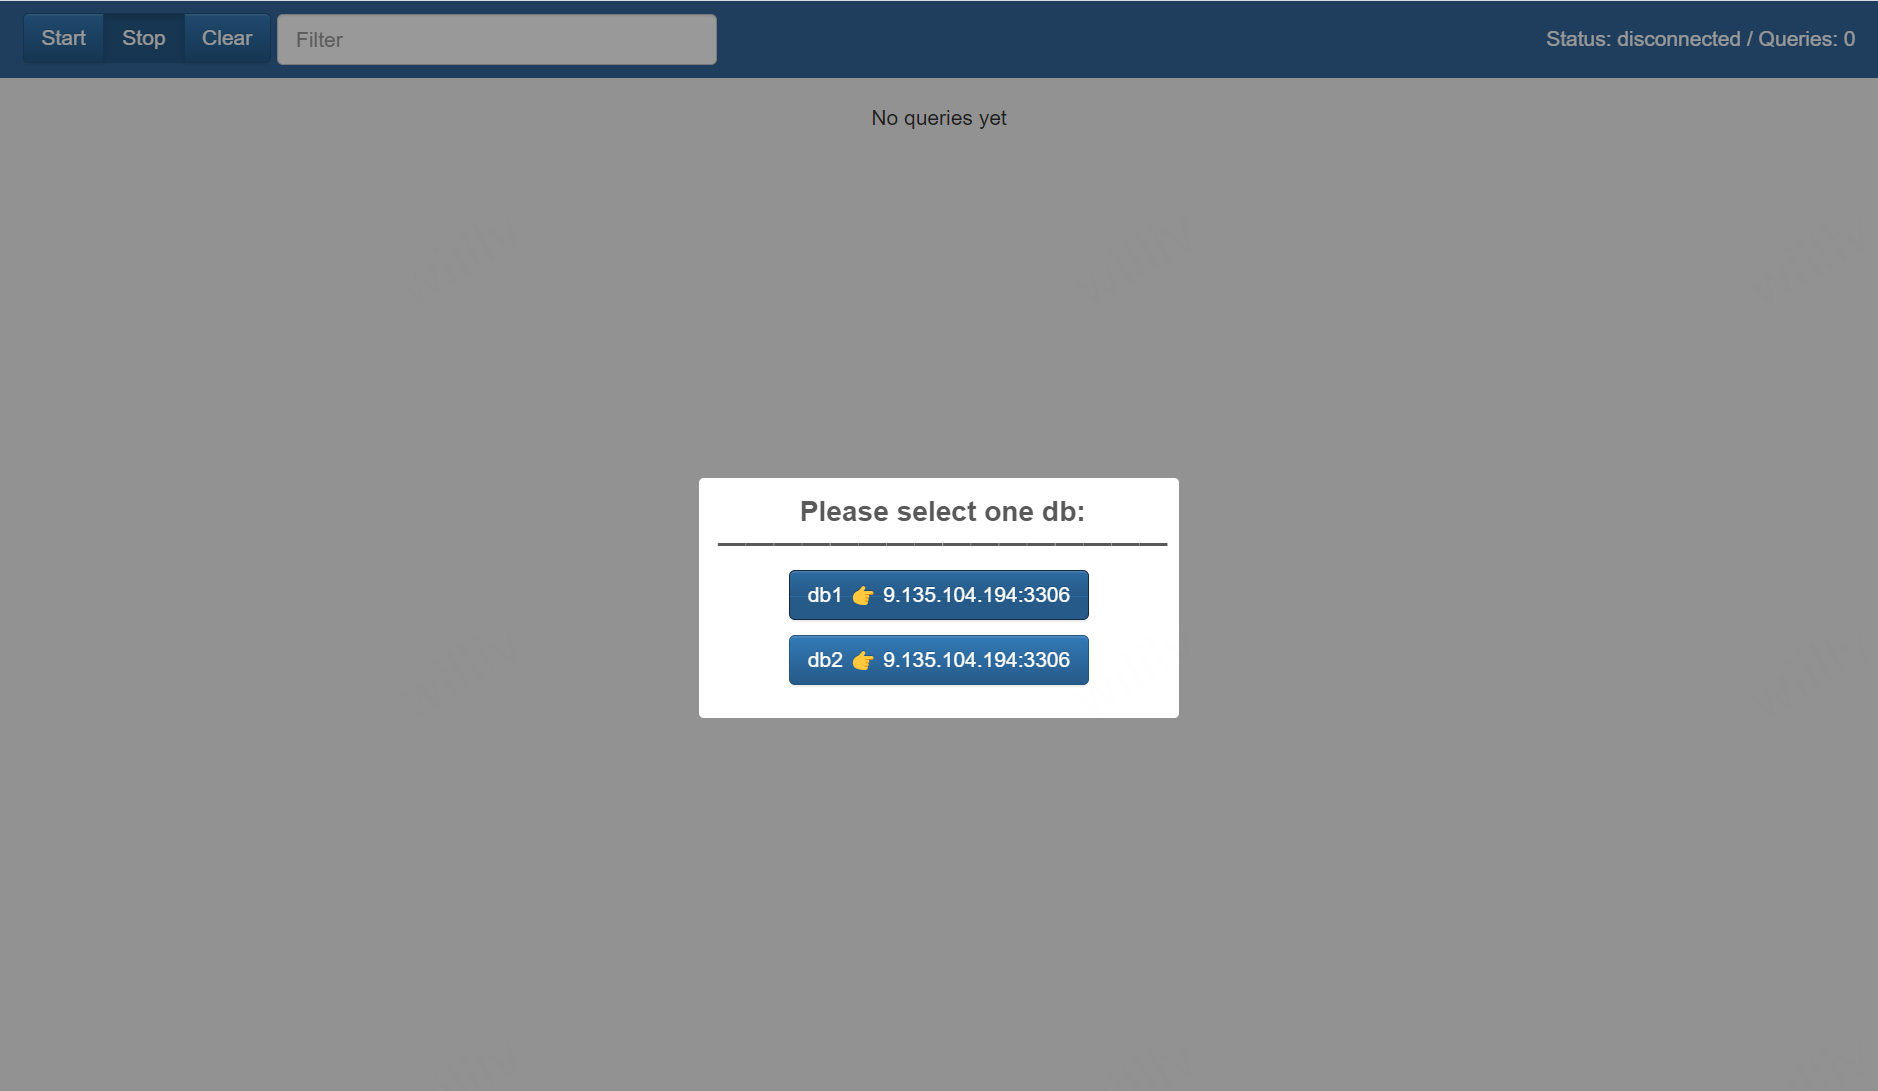 Start Stop Clear Filter Status: disconnected / Queries: 0
No queries yet
Please select one db:
db1 👉 9.135.104.194:3306
db2 👉 9.135.104.194:3306